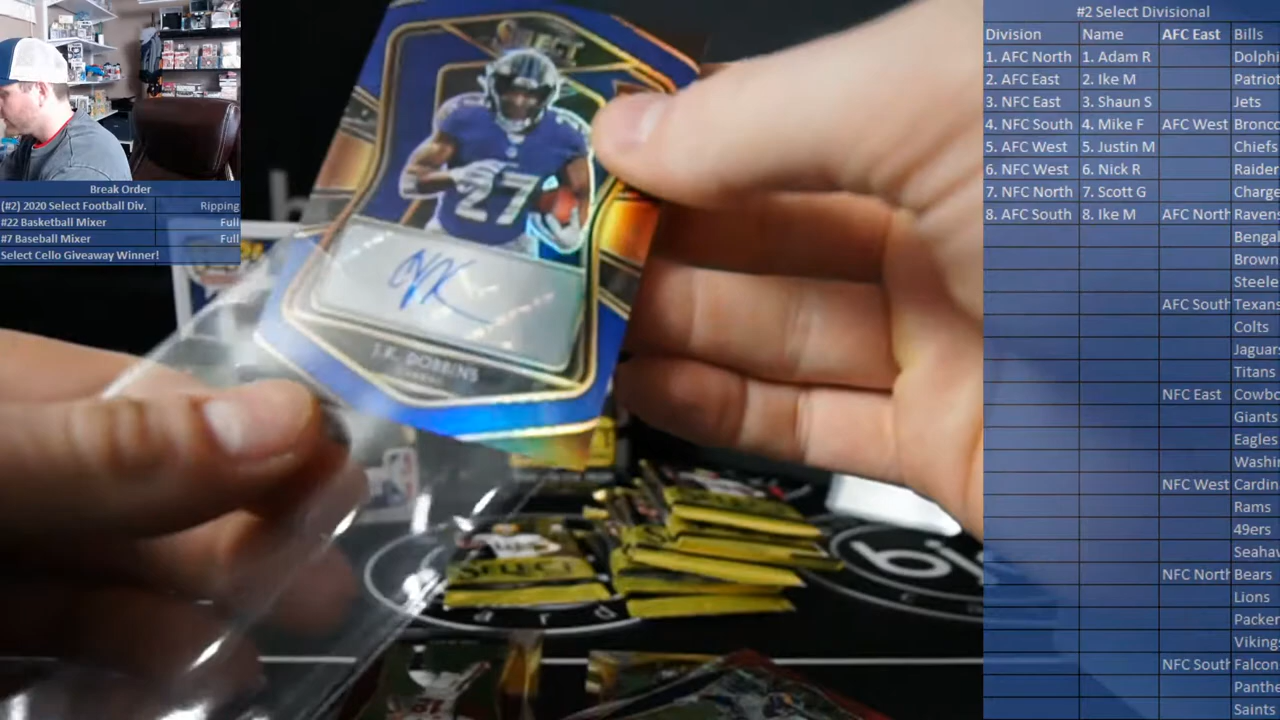 #2 Select Divisional
Division Name AFC East Bills
1. AFC North 1. Adam R Dolphi
2. AFC East 2. Ike M Patriot
3. NFC East 3. Shaun S Jets
4. NFC South 4. Mike F AFC West Bronco
5. AFC West 5. Justin M Chiefs
6. NFC West 6. Nick R Raider
7. NFC North 7. Scott G Charge
8. AFC South 8. Ike M AFC North Raven
Bengal
Brown
Steele
AFC South Texans
Colts
Jaguar
Titans
NFC East Cowbo
Giants
Eagles
Washin
NFC West Cardin
Rams
49ers
Seahav
NFC North Bears
Lions
Packer
Viking
NFC South Falcon
Panthe
Saints
Break Order
(#2) 2020 Select Football Div. Ripping
#22 Basketball Mixer Full
#7 Baseball Mixer Full
Select Cello Giveaway Winner!
SELECT
27
J.K. DOBBINS
SELECT